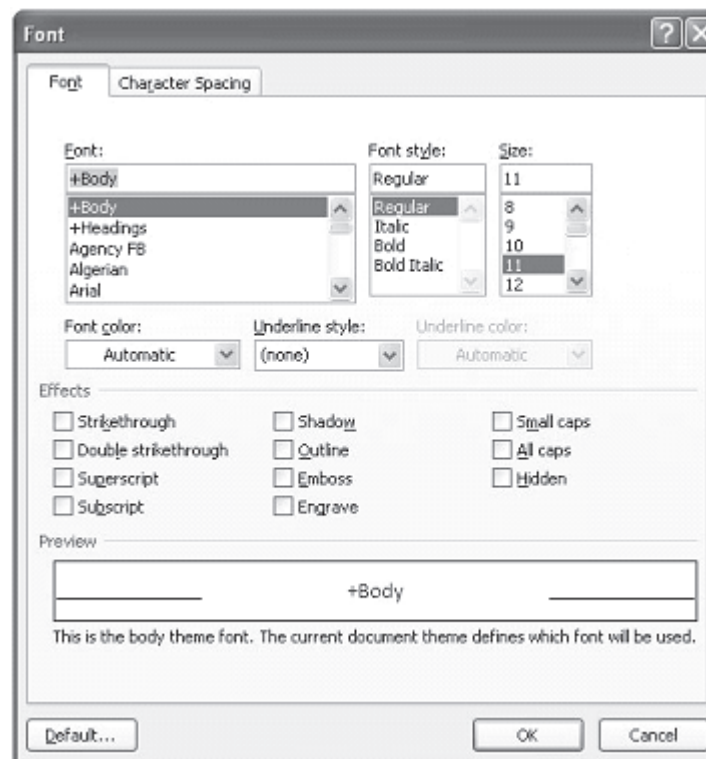 Font
Font Character Spacing
Font: Font style: Size:
+Body Regular 11
+Body Regular 8
+Headings Italic 9
Agency FB Bold 10
Algerian Bold Italic 11
Arial 12
Font color: Underline style: Underline color:
Automatic (none) Automatic
Effects
Strikethrough Shadow Small caps
Double strikethrough Outline All caps
Superscript Emboss Hidden
Subscript Engrave
Preview
+Body
This is the body theme font. The current document theme defines which font will be used.
Default... OK Cancel